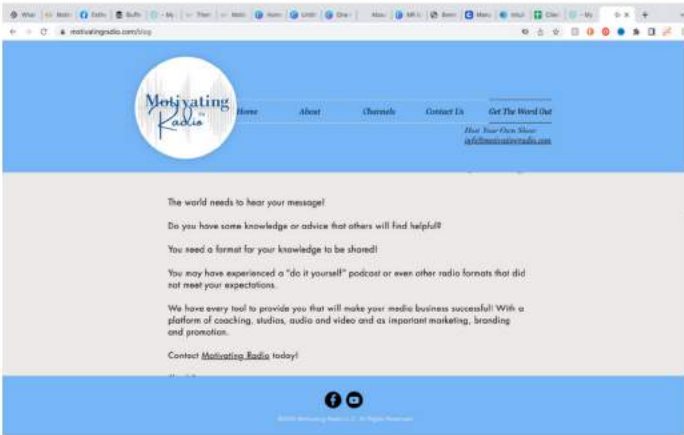 motivatingradio.com/blog
Motivating
Radio
Home About Channels Contact Us Get The Word Out
Host Your Own Show
info@motivatingradio.com
The world needs to hear your message!
Do you have some knowledge or advice that others will find helpful?
You need a format for your knowledge to be shared!
You may have experienced a "do it yourself" podcast or even other radio formats that did
not meet your expectations.
We have every tool to provide you that will make your media business successful! With a
platform of coaching, studios, audio and video and as important marketing, branding
and promotion.
Contact Motivating Radio today!